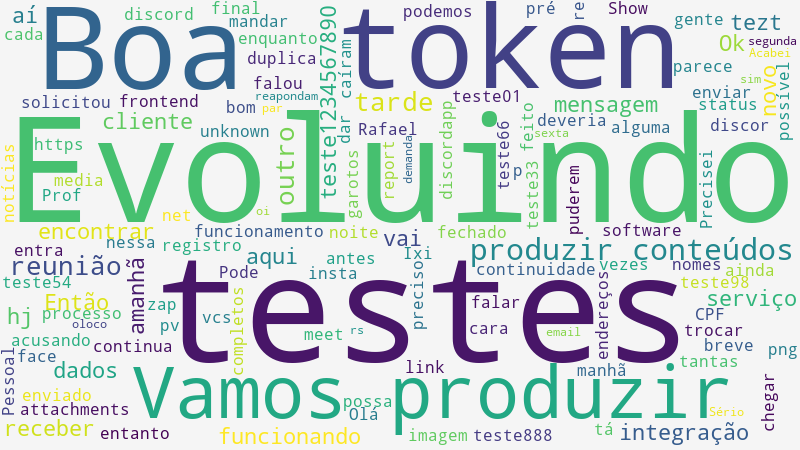 Boa
token
Evoluindo
testes
Vamos produzir
produzir conteúdos
aí
discord
final
mandar
cada
enquanto
duplica
falou
solicitou
frontend
bom
reapondam
par
cliente
unknown
https
media
Prof
notícias
outro
teste1234567890
caíram
dar
tarde
Rafael
garotos
report
demanda
discordapp
podemos
pré
re
Show
gente
tezt
Ok
segunda
Acabei
parece
novo
sim
possível
enviar
status
discor
teste01
mensagem
deveria
alguma
teste66
feito
sexta
p
teste33
puderem
Precisei
software
net
oi
encontrar
funcionamento
noite
vai
fechado
entra
nessa
registro
reunião
amanhã
aqui
antes
Ixi
preciso
continuidade
vezes
nomes
ainda
teste54
Pode
insta
teste98
Então
zap
completos
falar
endereços
serviço
hj
processo
oloco
pv
vcs
meet
rs
cara
email
CPF
trocar
acusando
continua
breve
png
face
dados
link
manhã
tantas
Pessoal
enviado
possa
Olá
Sério
chegar
attachments
receber
entanto
funcionando
imagem
teste888
tá
integração